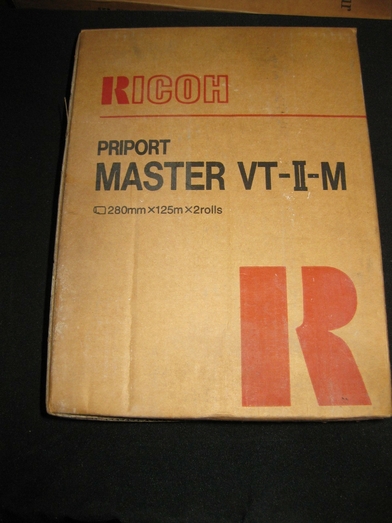 RICOH
PRIPORT
MASTER VT-II-M
280mm×125m×2rolls
R